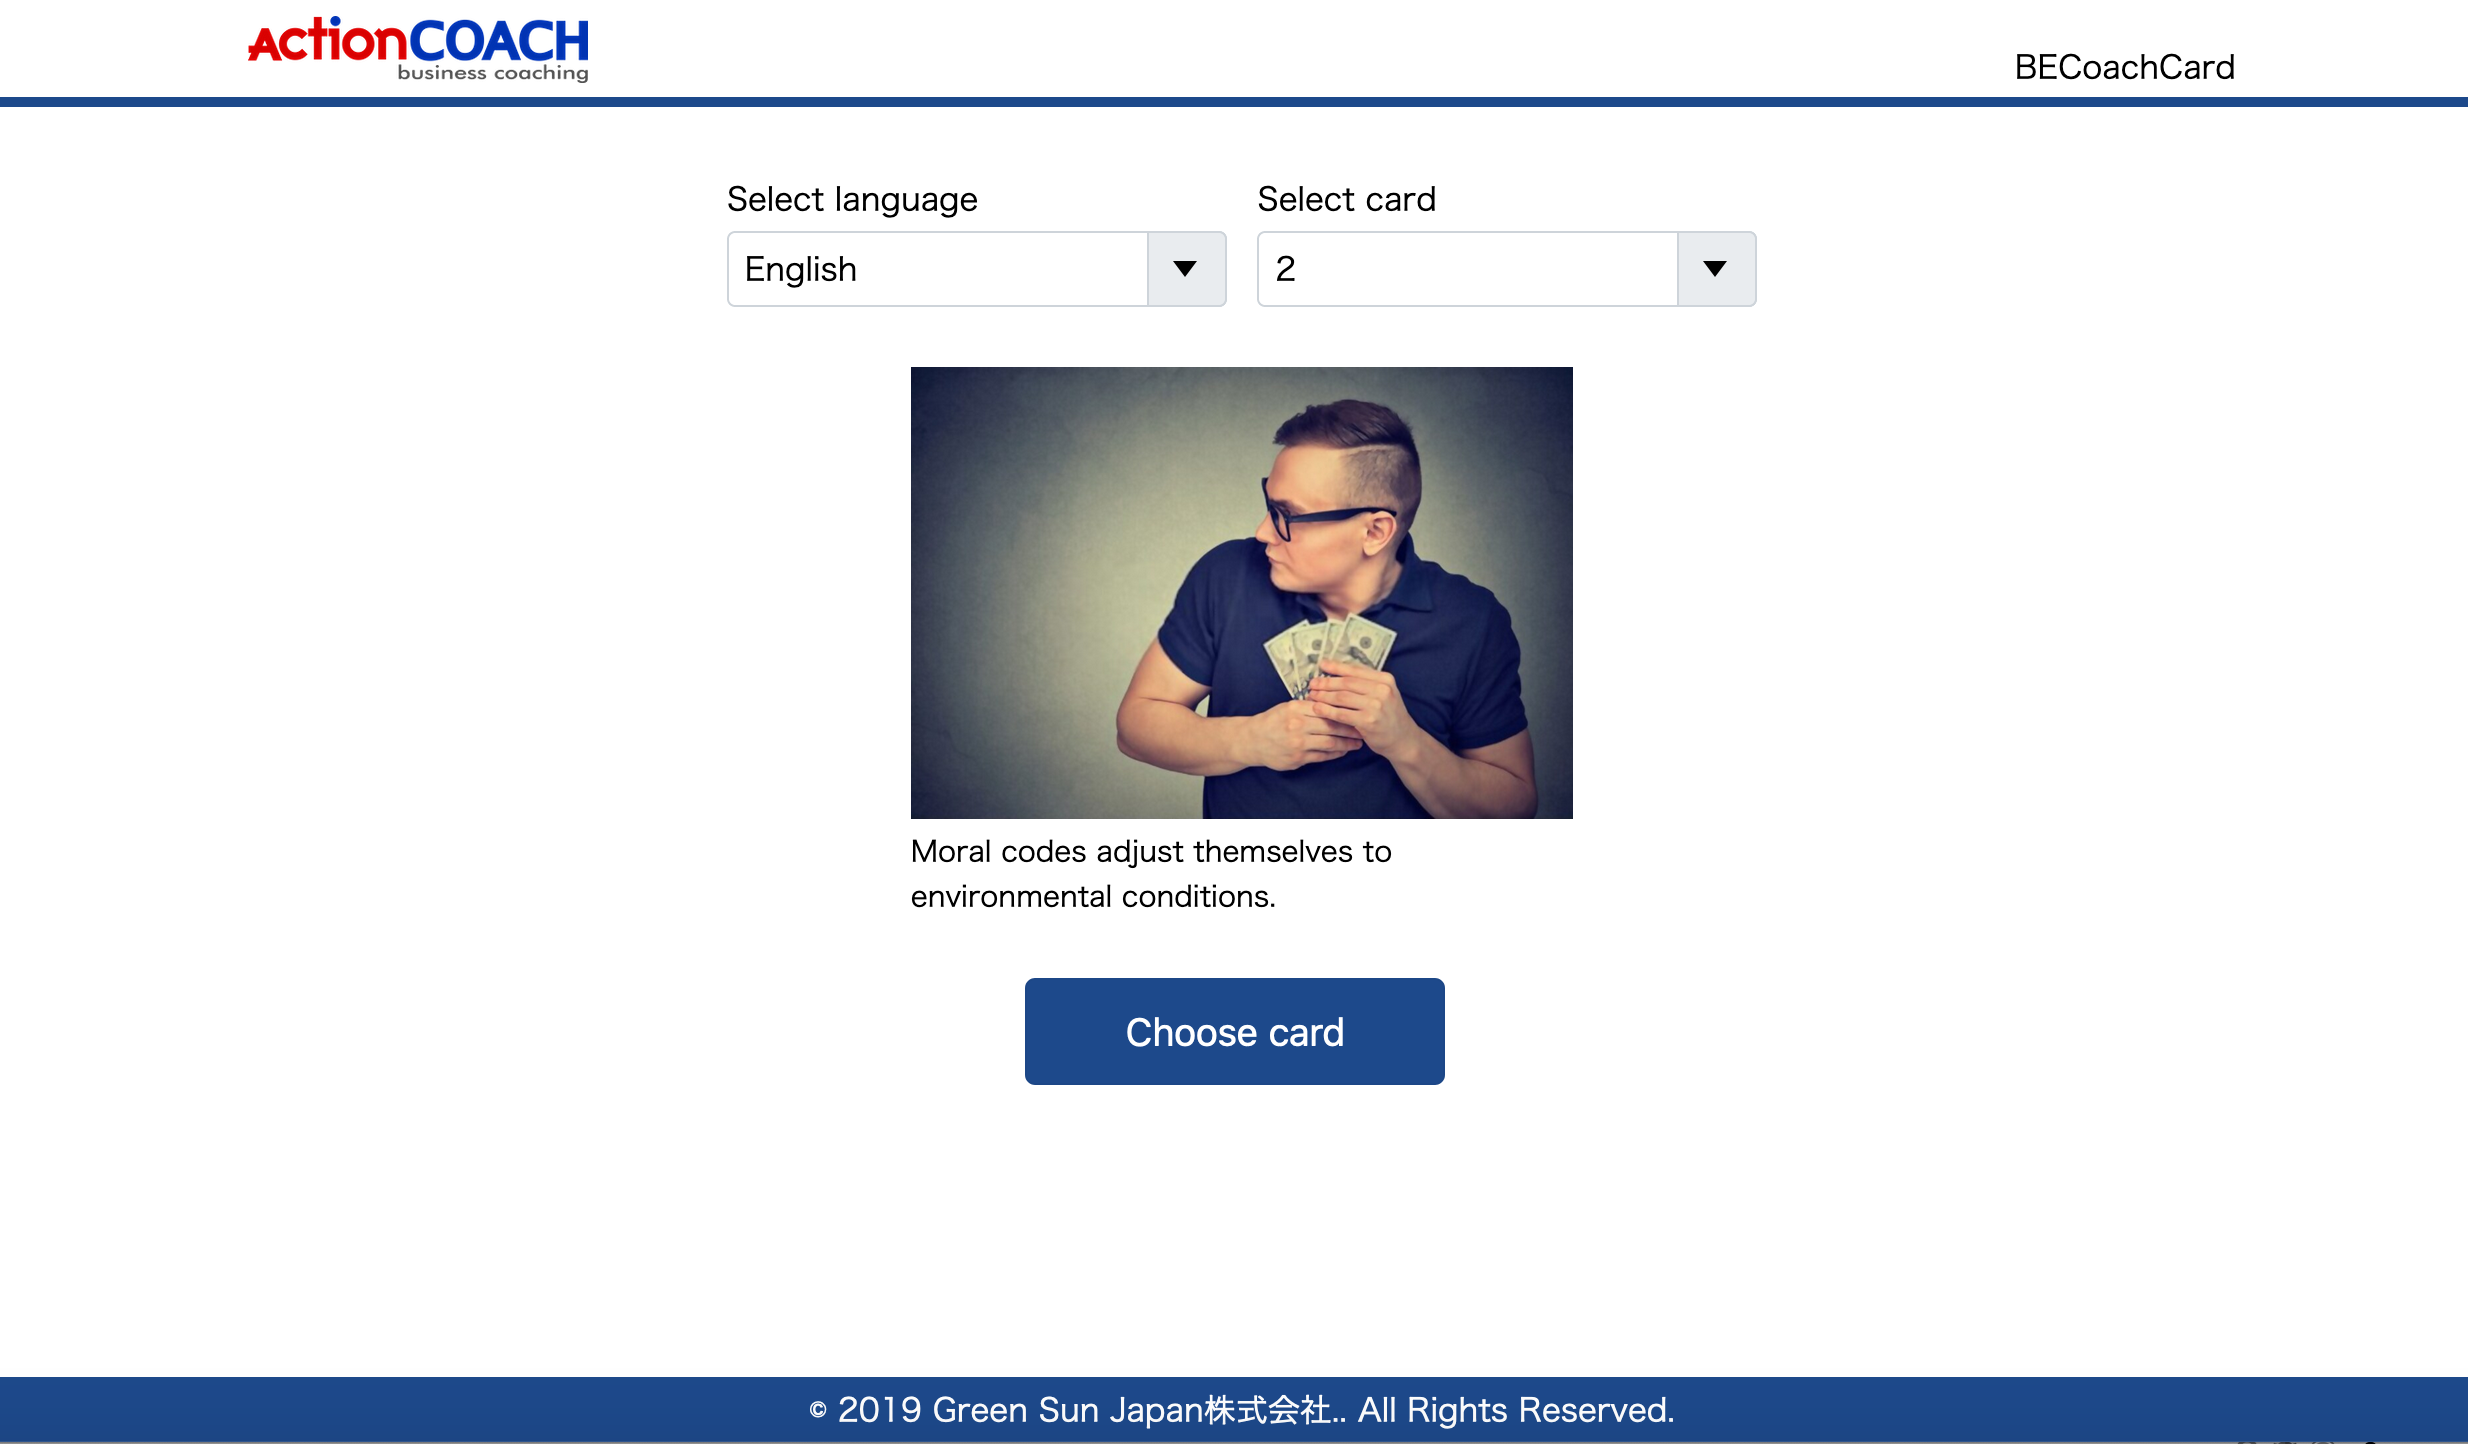 ActionCOACH
business coaching
BECoachCard
Select language
Select card
English
2
Moral codes adjust themselves to
environmental conditions.
Choose card
© 2019 Green Sun Japan株式会社.. All Rights Reserved.